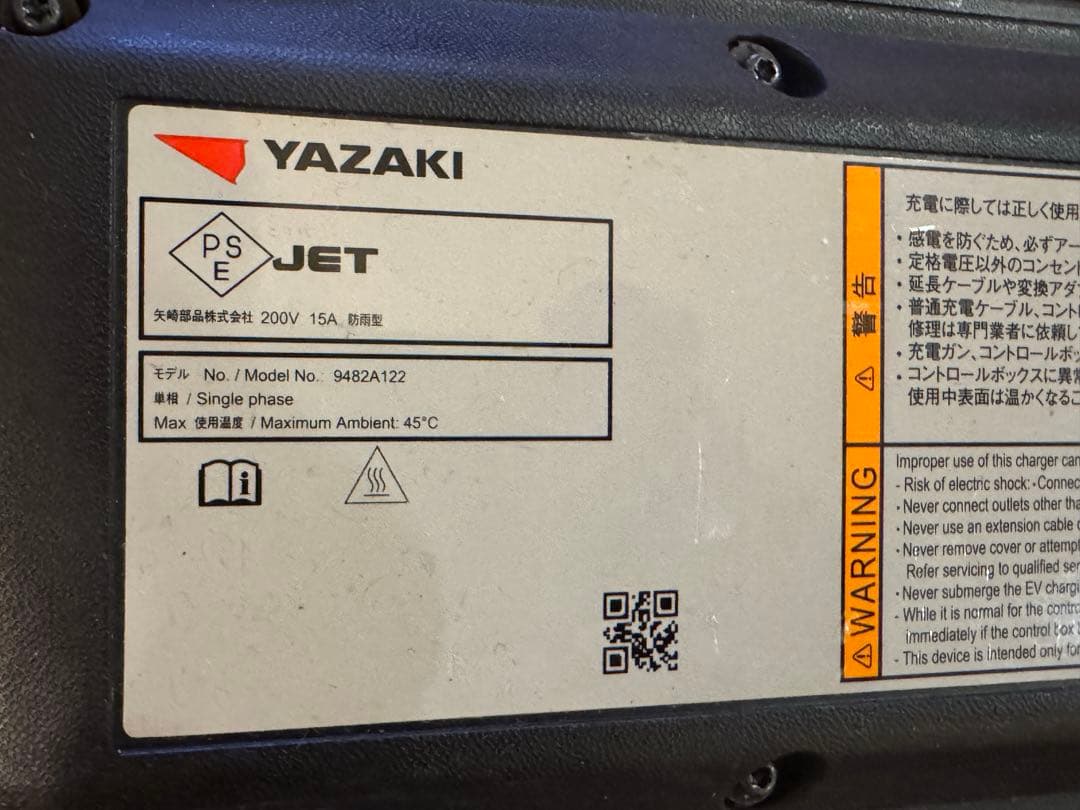 YAZAKI
PS
E
JET
矢崎部品株式会社 200V 15A 防雨型
モデル No. / Model No. 9482A122
単相 / Single phase
Max 使用温度 / Maximum Ambient: 45°C
警告
充電に際しては正しく使用
・感電を防ぐため、必ずアー
・定格電圧以外のコンセン
・延長ケーブルや変換アダ
・普通充電ケーブル、コント
修理は専門業者に依頼し
・充電ガン、コントロールボッ
・コントロールボックスに異常
使用中表面は温かくなるこ
WARNING
Improper use of this charger can
- Risk of electric shock: - Connec
- Never connect outlets other tha
- Never use an extension cable
- Never remove cover or attempt
Refer servicing to qualified ser
- Never submerge the EV chargi
- While it is normal for the contro
immediately if the control box
- This device is intended only for